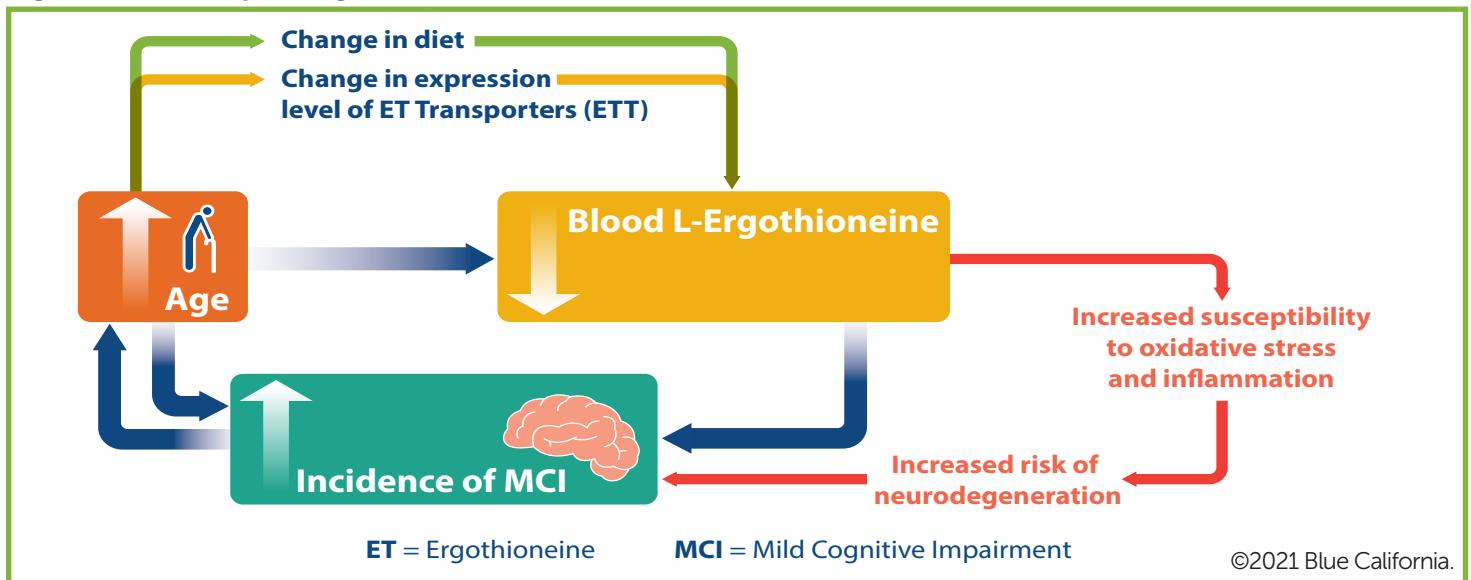 Change in diet
Change in expression
level of ET Transporters (ETT)
Age
Blood L-Ergothioneine
Increased susceptibility
to oxidative stress
and inflammation
Increased risk of
neurodegeneration
Incidence of MCI
ET = Ergothioneine
MCI = Mild Cognitive Impairment
©2021 Blue California.